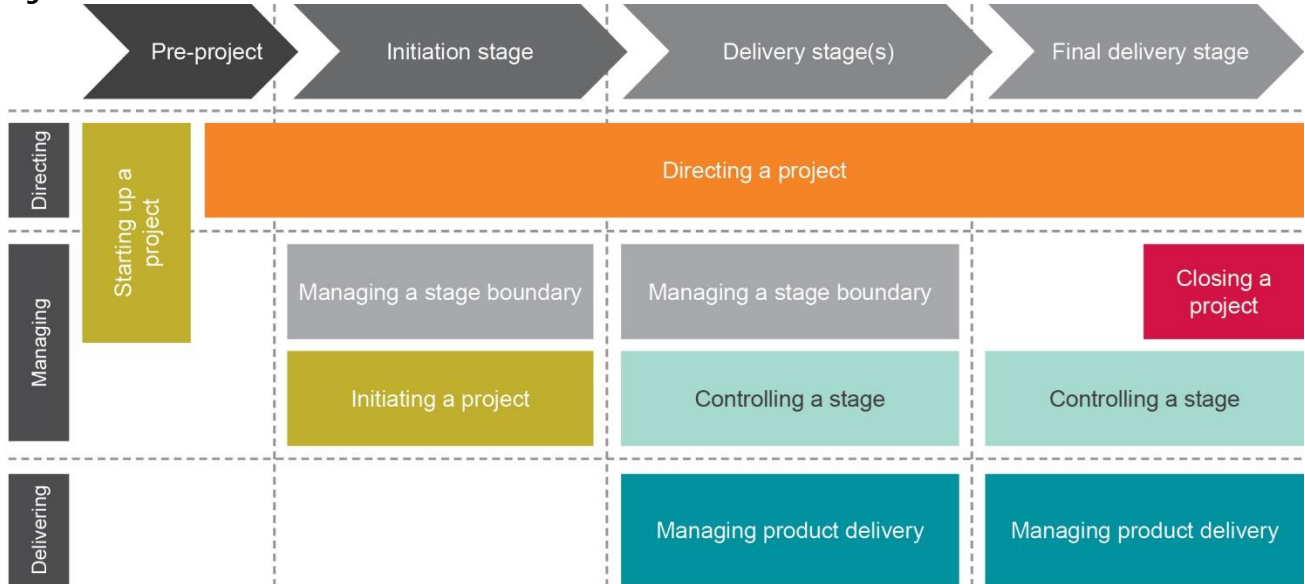 Pre-project
Initiation stage
Delivery stage(s)
Final delivery stage
Directing
Starting up a
project
Directing a project
Managing
Managing a stage boundary
Managing a stage boundary
Closing a
project
Initiating a project
Controlling a stage
Controlling a stage
Delivering
Managing product delivery
Managing product delivery